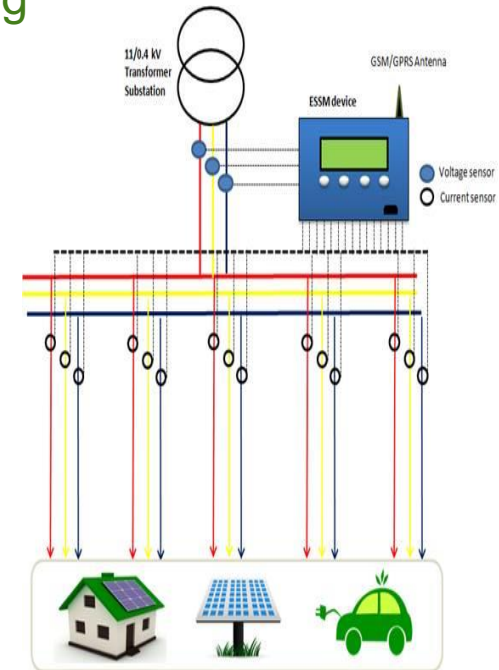 g
11/0.4 kV
Transformer
Substation
GSM/GPRS Antenna
ESSM device
Voltage sensor
Current sensor